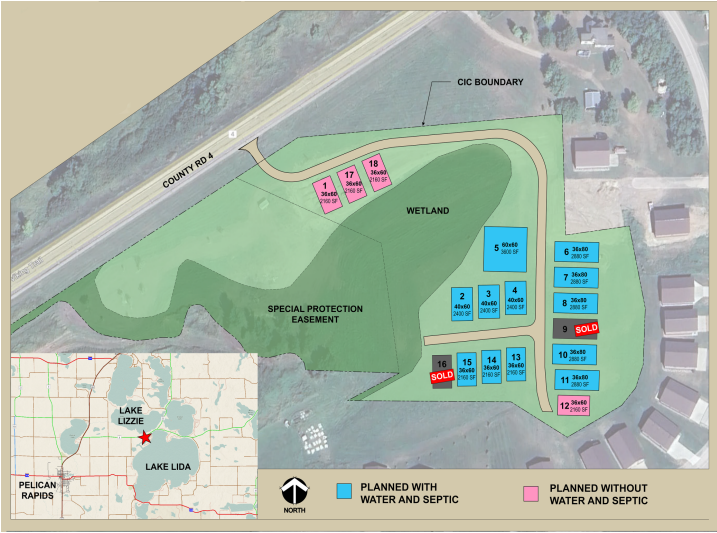 CIC BOUNDARY
4
COUNTY RD 4
1
36x60
2160 SF
17
36x60
2160 SF
18
36x60
2160 SF
WETLAND
5 60x60
3600 SF
6 36x80
2880 SF
7 36x80
2880 SF
8 36x80
2880 SF
9 SOLD
10 36x80
2880 SF
11 36x80
2880 SF
12 36x60
2160 SF
2
40x60
2400 SF
3
40x60
2400 SF
4
40x60
2400 SF
SPECIAL PROTECTION
EASEMENT
16
SOLD
15
36x60
2160 SF
14
36x60
2160 SF
13
36x60
2160 SF
LAKE
LIZZIE
LAKE LIDA
PELICAN
RAPIDS
NORTH
PLANNED WITH
WATER AND SEPTIC
PLANNED WITHOUT
WATER AND SEPTIC